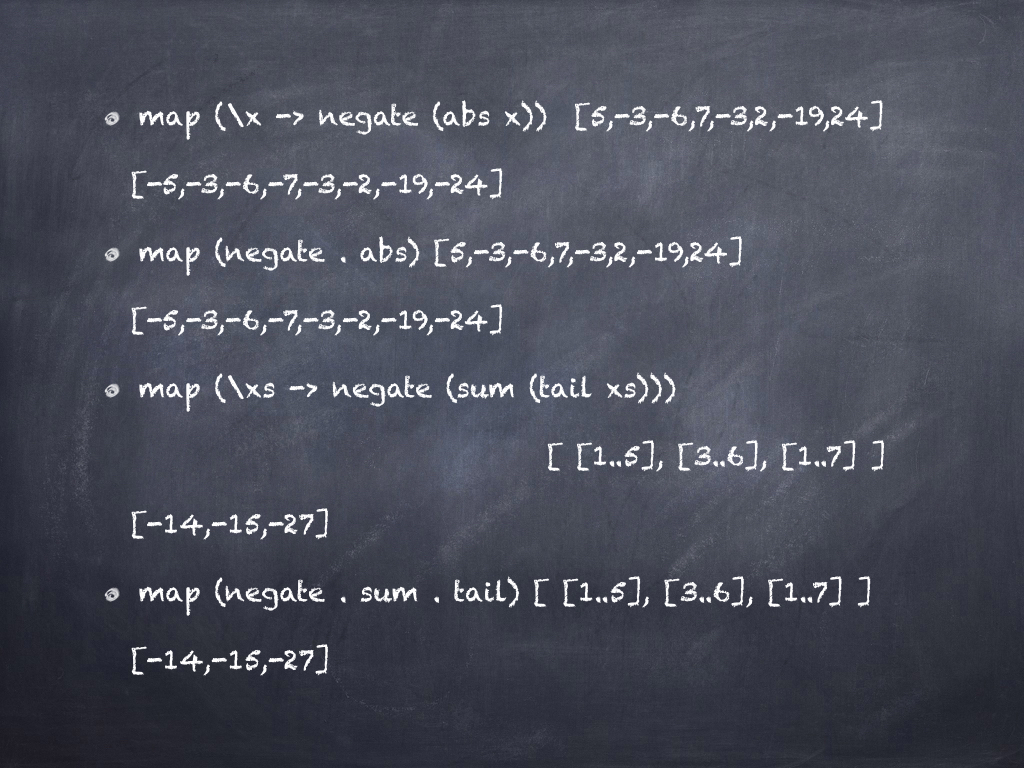 map (\x -> negate (abs x)) [5,-3,-6,7,-3,2,-19,24]
[-5,-3,-6,-7,-3,-2,-19,-24]
map (negate . abs) [5,-3,-6,7,-3,2,-19,24]
[-5,-3,-6,-7,-3,-2,-19,-24]
map (\xs -> negate (sum (tail xs)))
[ [1..5], [3..6], [1..7] ]
[-14,-15,-27]
map (negate . sum . tail) [ [1..5], [3..6], [1..7] ]
[-14,-15,-27]